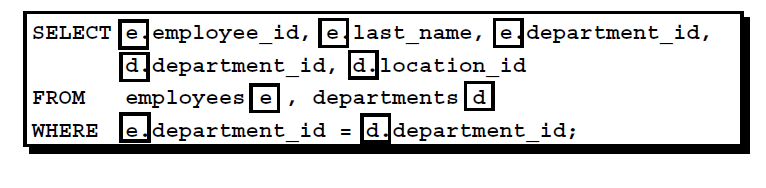 SELECT e.employee_id, e.last_name, e.department_id,
d.department_id, d.location_id
FROM employees e , departments d
WHERE e.department_id = d.department_id;